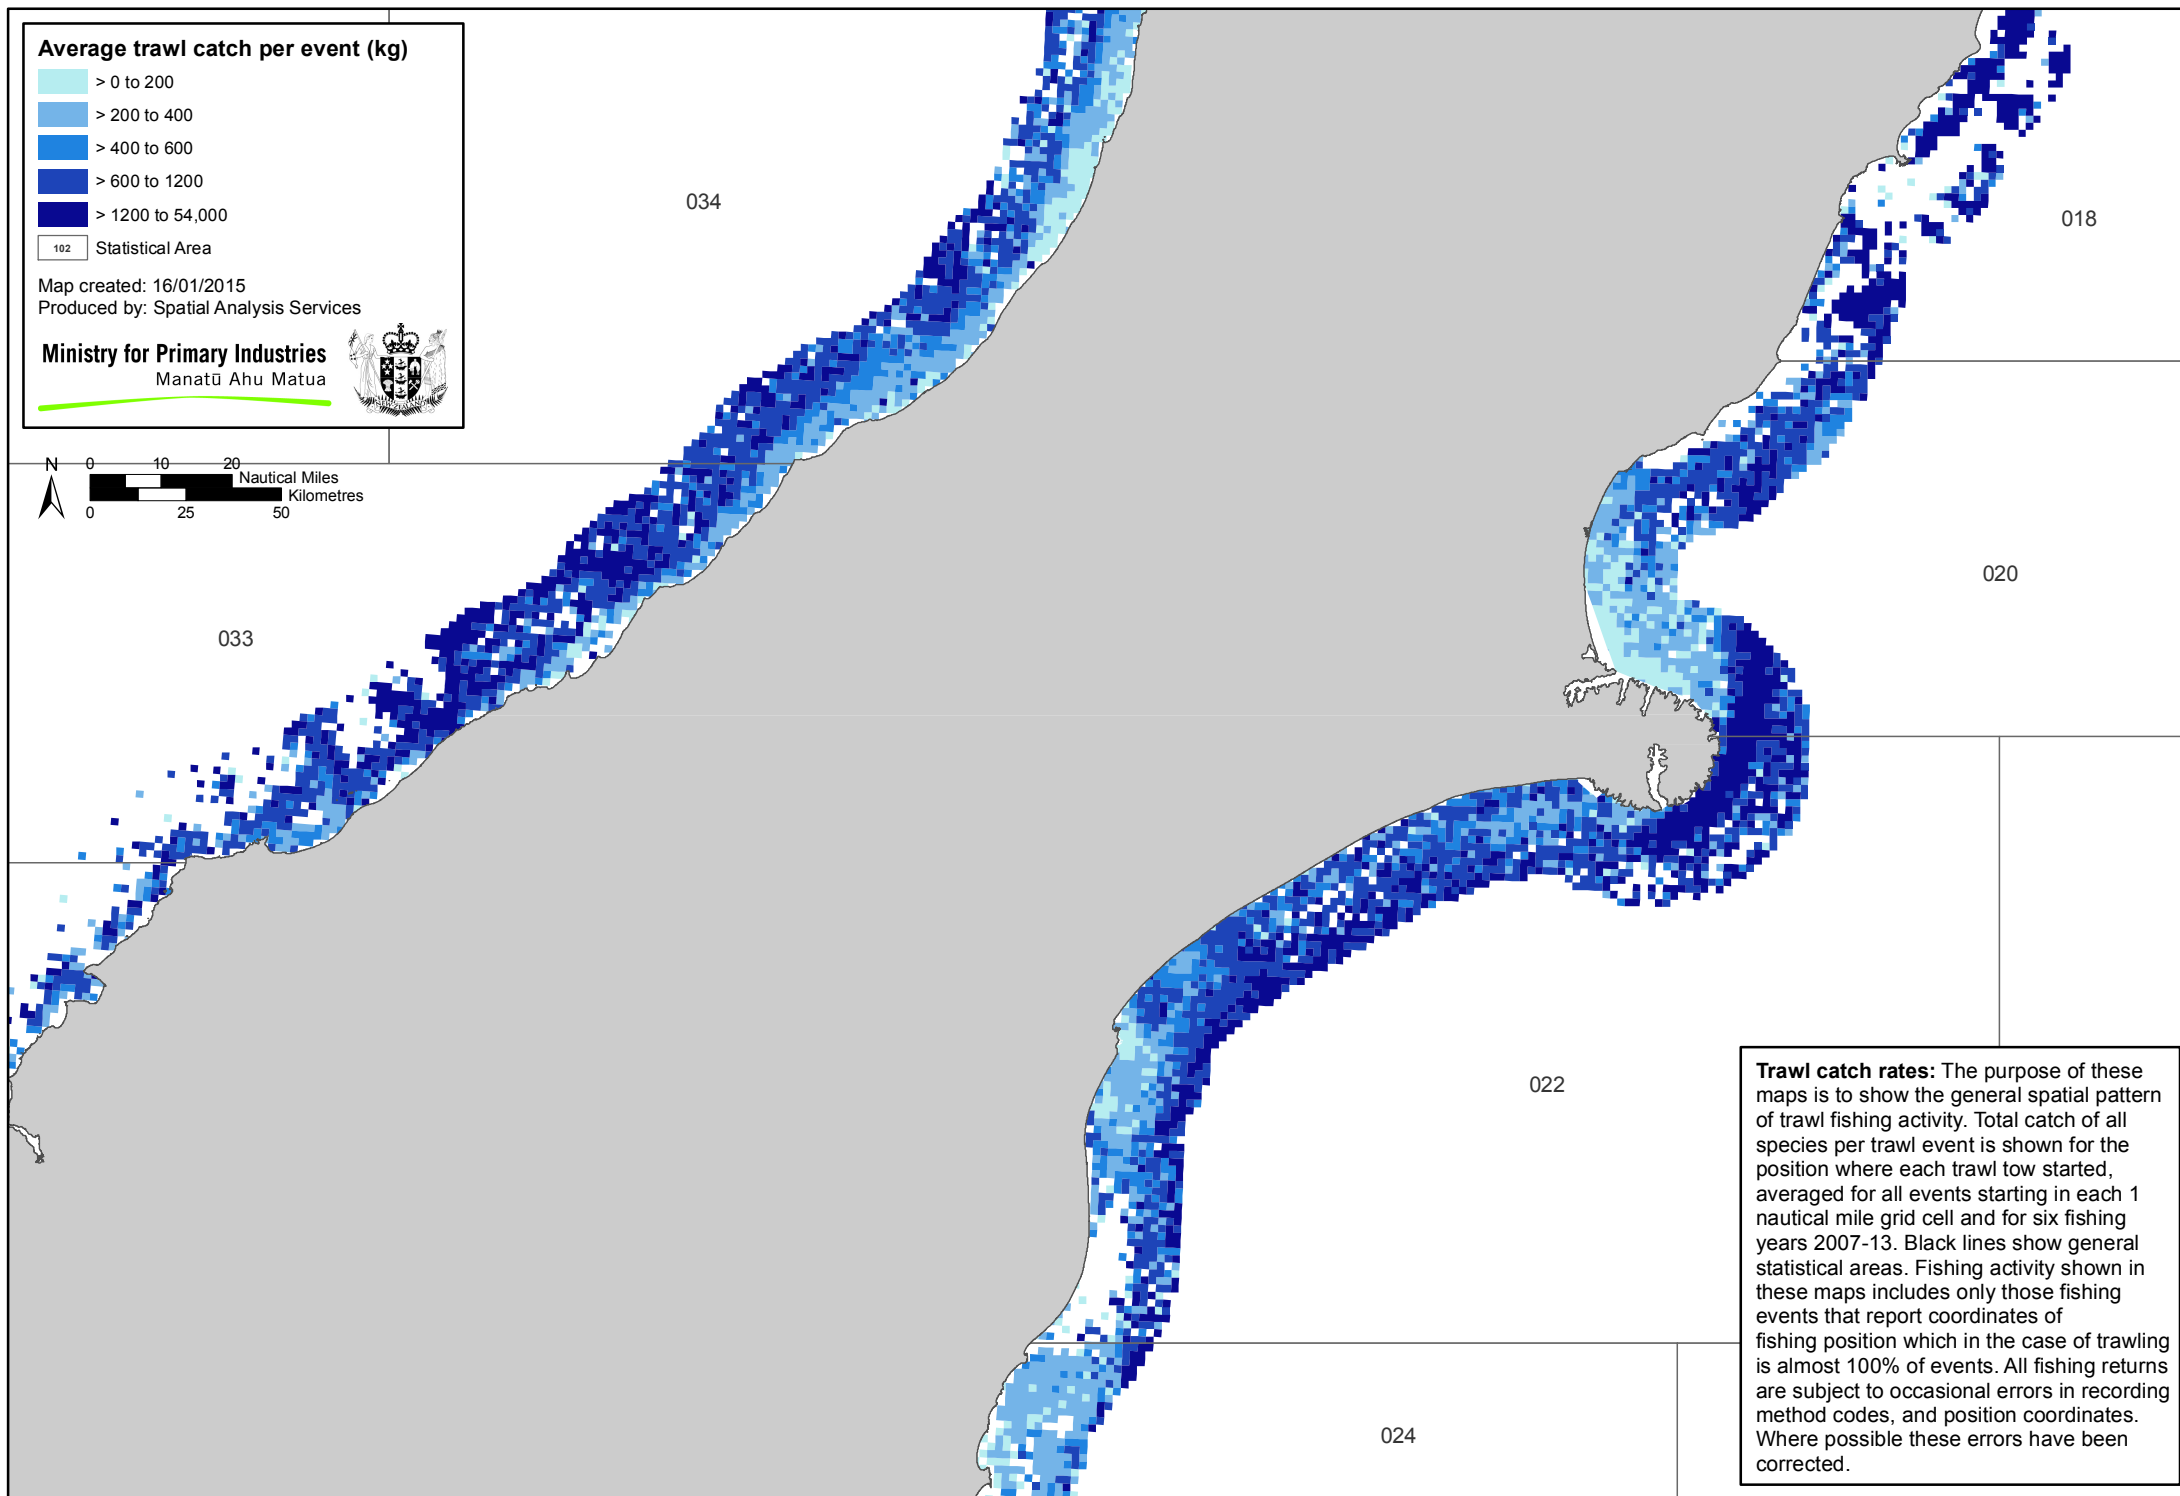 Average trawl catch per event (kg)
> 0 to 200
> 200 to 400
> 400 to 600
> 600 to 1200
> 1200 to 54,000
102 Statistical Area
Map created: 16/01/2015
Produced by: Spatial Analysis Services
Ministry for Primary Industries
Manatū Ahu Matua
NEW ZEALAND
N
0 10 20
Nautical Miles
Kilometres
0 25 50
034
018
033
020
022
024
Trawl catch rates: The purpose of these
maps is to show the general spatial pattern
of trawl fishing activity. Total catch of all
species per trawl event is shown for the
position where each trawl tow started,
averaged for all events starting in each 1
nautical mile grid cell and for six fishing
years 2007-13. Black lines show general
statistical areas. Fishing activity shown in
these maps includes only those fishing
events that report coordinates of
fishing position which in the case of trawling
is almost 100% of events. All fishing returns
are subject to occasional errors in recording
method codes, and position coordinates.
Where possible these errors have been
corrected.